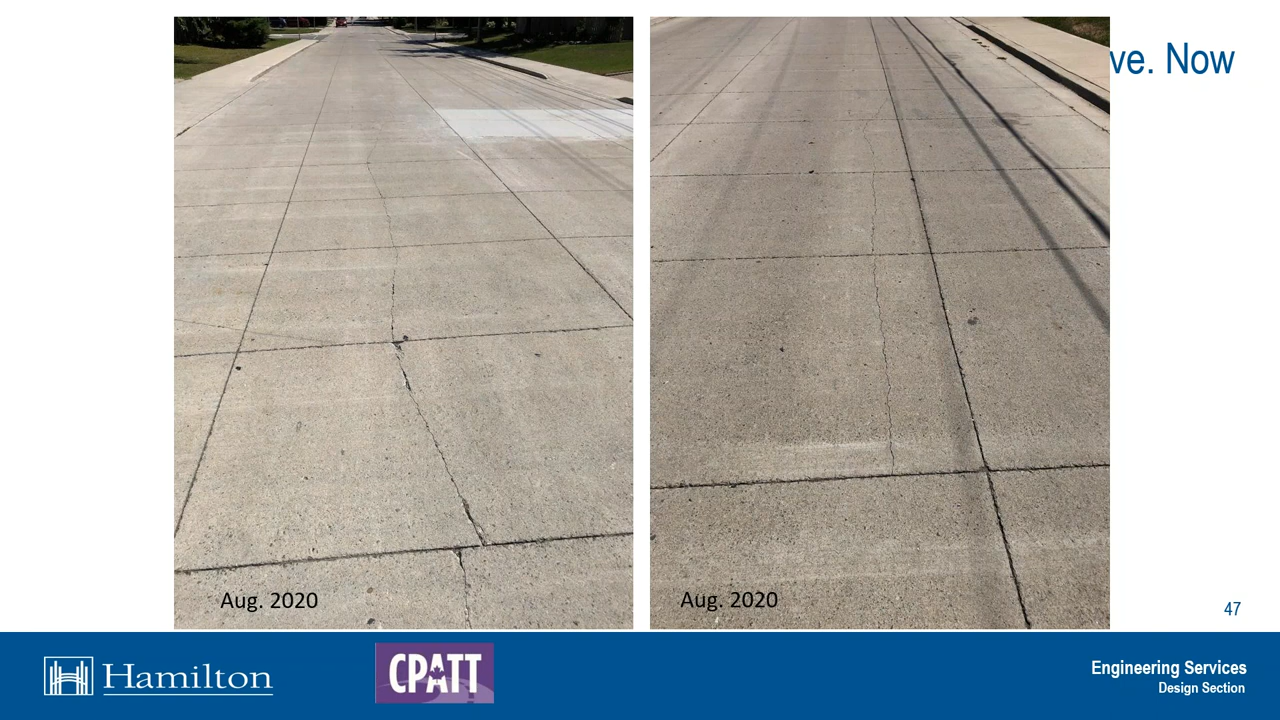 ve. Now
Aug. 2020
Aug. 2020
47
Hamilton
CPATT
Engineering Services
Design Section